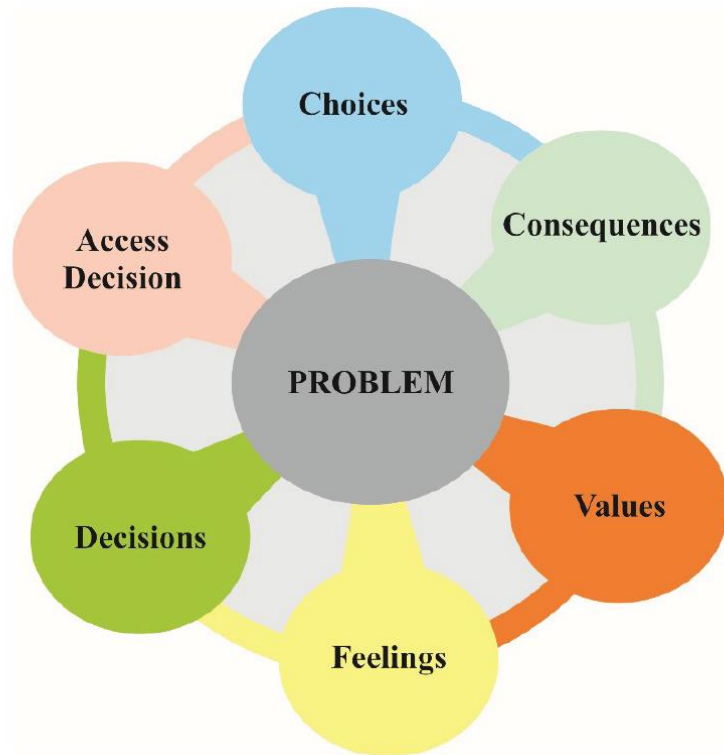 Choices
Consequences
Access
Decision
PROBLEM
Values
Decisions
Feelings